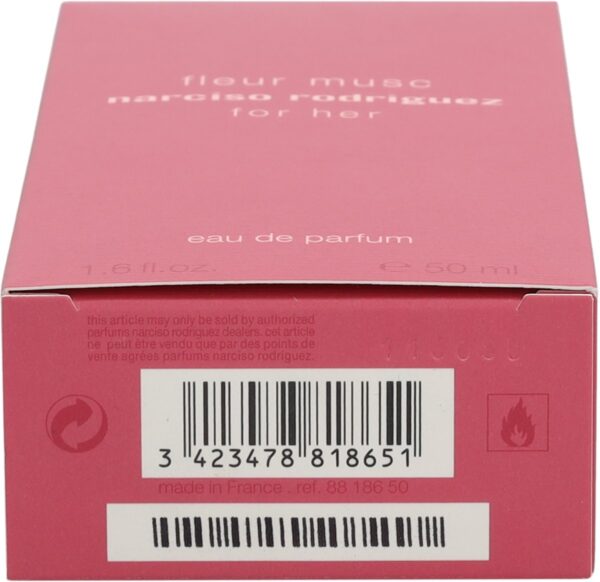 fleur musc
narciso rodriguez
for her
eau de parfum
1.6 fl.oz. e 50 ml
this article may only be sold by authorized
parfums narciso rodriguez dealers. cet article
ne peut être vendu que par des points de
vente agréés parfums narciso rodriguez.
3 423478 818651
made in France . ref. 88 186 50